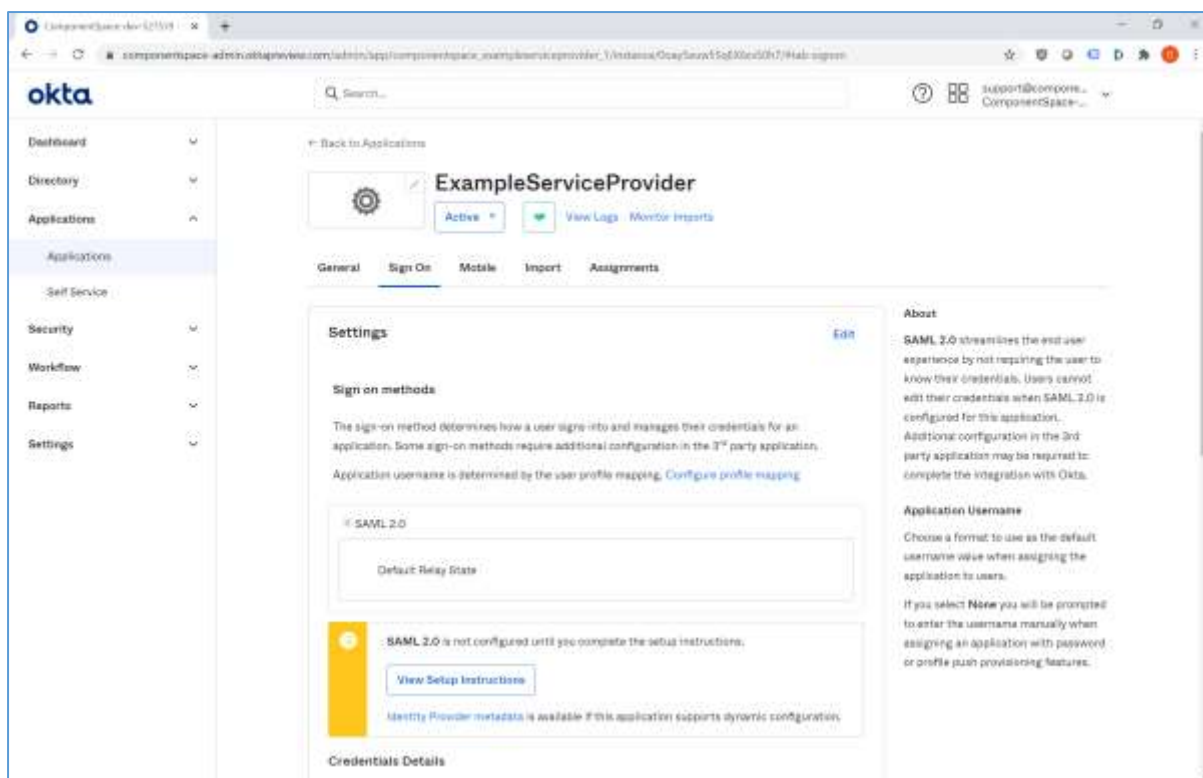 okta
Search...
support@compone...
ComponentSpace-...
Dashboard
Directory
Applications
Applications
Self Service
Security
Workflow
Reports
Settings
← Back to Applications
ExampleServiceProvider
Active
View Logs Monitor Imports
General Sign On Mobile Import Assignments
Settings
Edit
Sign on methods
The sign-on method determines how a user signs into and manages their credentials for an
application. Some sign-on methods require additional configuration in the 3rd party application.
Application username is determined by the user profile mapping. Configure profile mapping
SAML 2.0
Default Relay State
SAML 2.0 is not configured until you complete the setup instructions.
View Setup Instructions
Identity Provider metadata is available if this application supports dynamic configuration.
Credentials Details
About
SAML 2.0 streamlines the end user
experience by not requiring the user to
know their credentials. Users cannot
edit their credentials when SAML 2.0 is
configured for this application.
Additional configuration in the 3rd
party application may be required to
complete the integration with Okta.
Application Username
Choose a format to use as the default
username value when assigning the
application to users.
If you select None you will be prompted
to enter the username manually when
assigning an application with password
or profile push provisioning features.